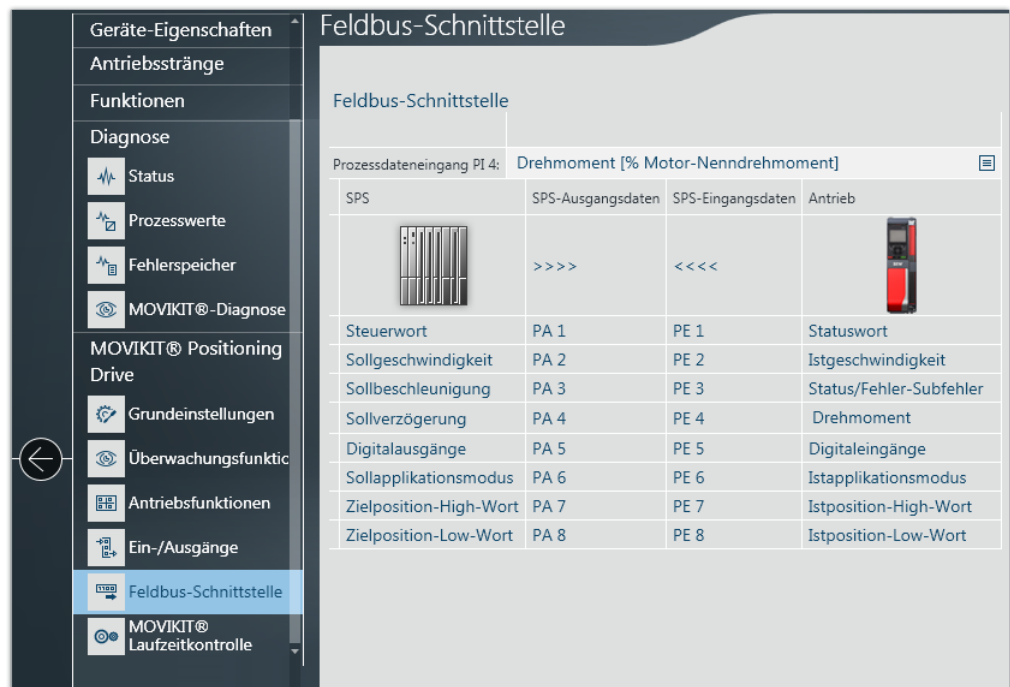 Geräte-Eigenschaften
Antriebsstränge
Funktionen
Diagnose
Status
Prozesswerte
Fehlerspeicher
MOVIKIT®-Diagnose
MOVIKIT® Positioning
Drive
Grundeinstellungen
Überwachungsfunktic
Antriebsfunktionen
Ein-/Ausgänge
Feldbus-Schnittstelle
MOVIKIT®
Laufzeitkontrolle
Feldbus-Schnittstelle
Feldbus-Schnittstelle
Prozessdateneingang PI 4: Drehmoment [% Motor-Nenndrehmoment]
SPS SPS-Ausgangsdaten SPS-Eingangsdaten Antrieb
>>>> <<<<
Steuerwort PA 1 PE 1 Statuswort
Sollgeschwindigkeit PA 2 PE 2 Istgeschwindigkeit
Sollbeschleunigung PA 3 PE 3 Status/Fehler-Subfehler
Sollverzögerung PA 4 PE 4 Drehmoment
Digitalausgänge PA 5 PE 5 Digitaleingänge
Sollapplikationsmodus PA 6 PE 6 Istapplikationsmodus
Zielposition-High-Wort PA 7 PE 7 Istposition-High-Wort
Zielposition-Low-Wort PA 8 PE 8 Istposition-Low-Wort